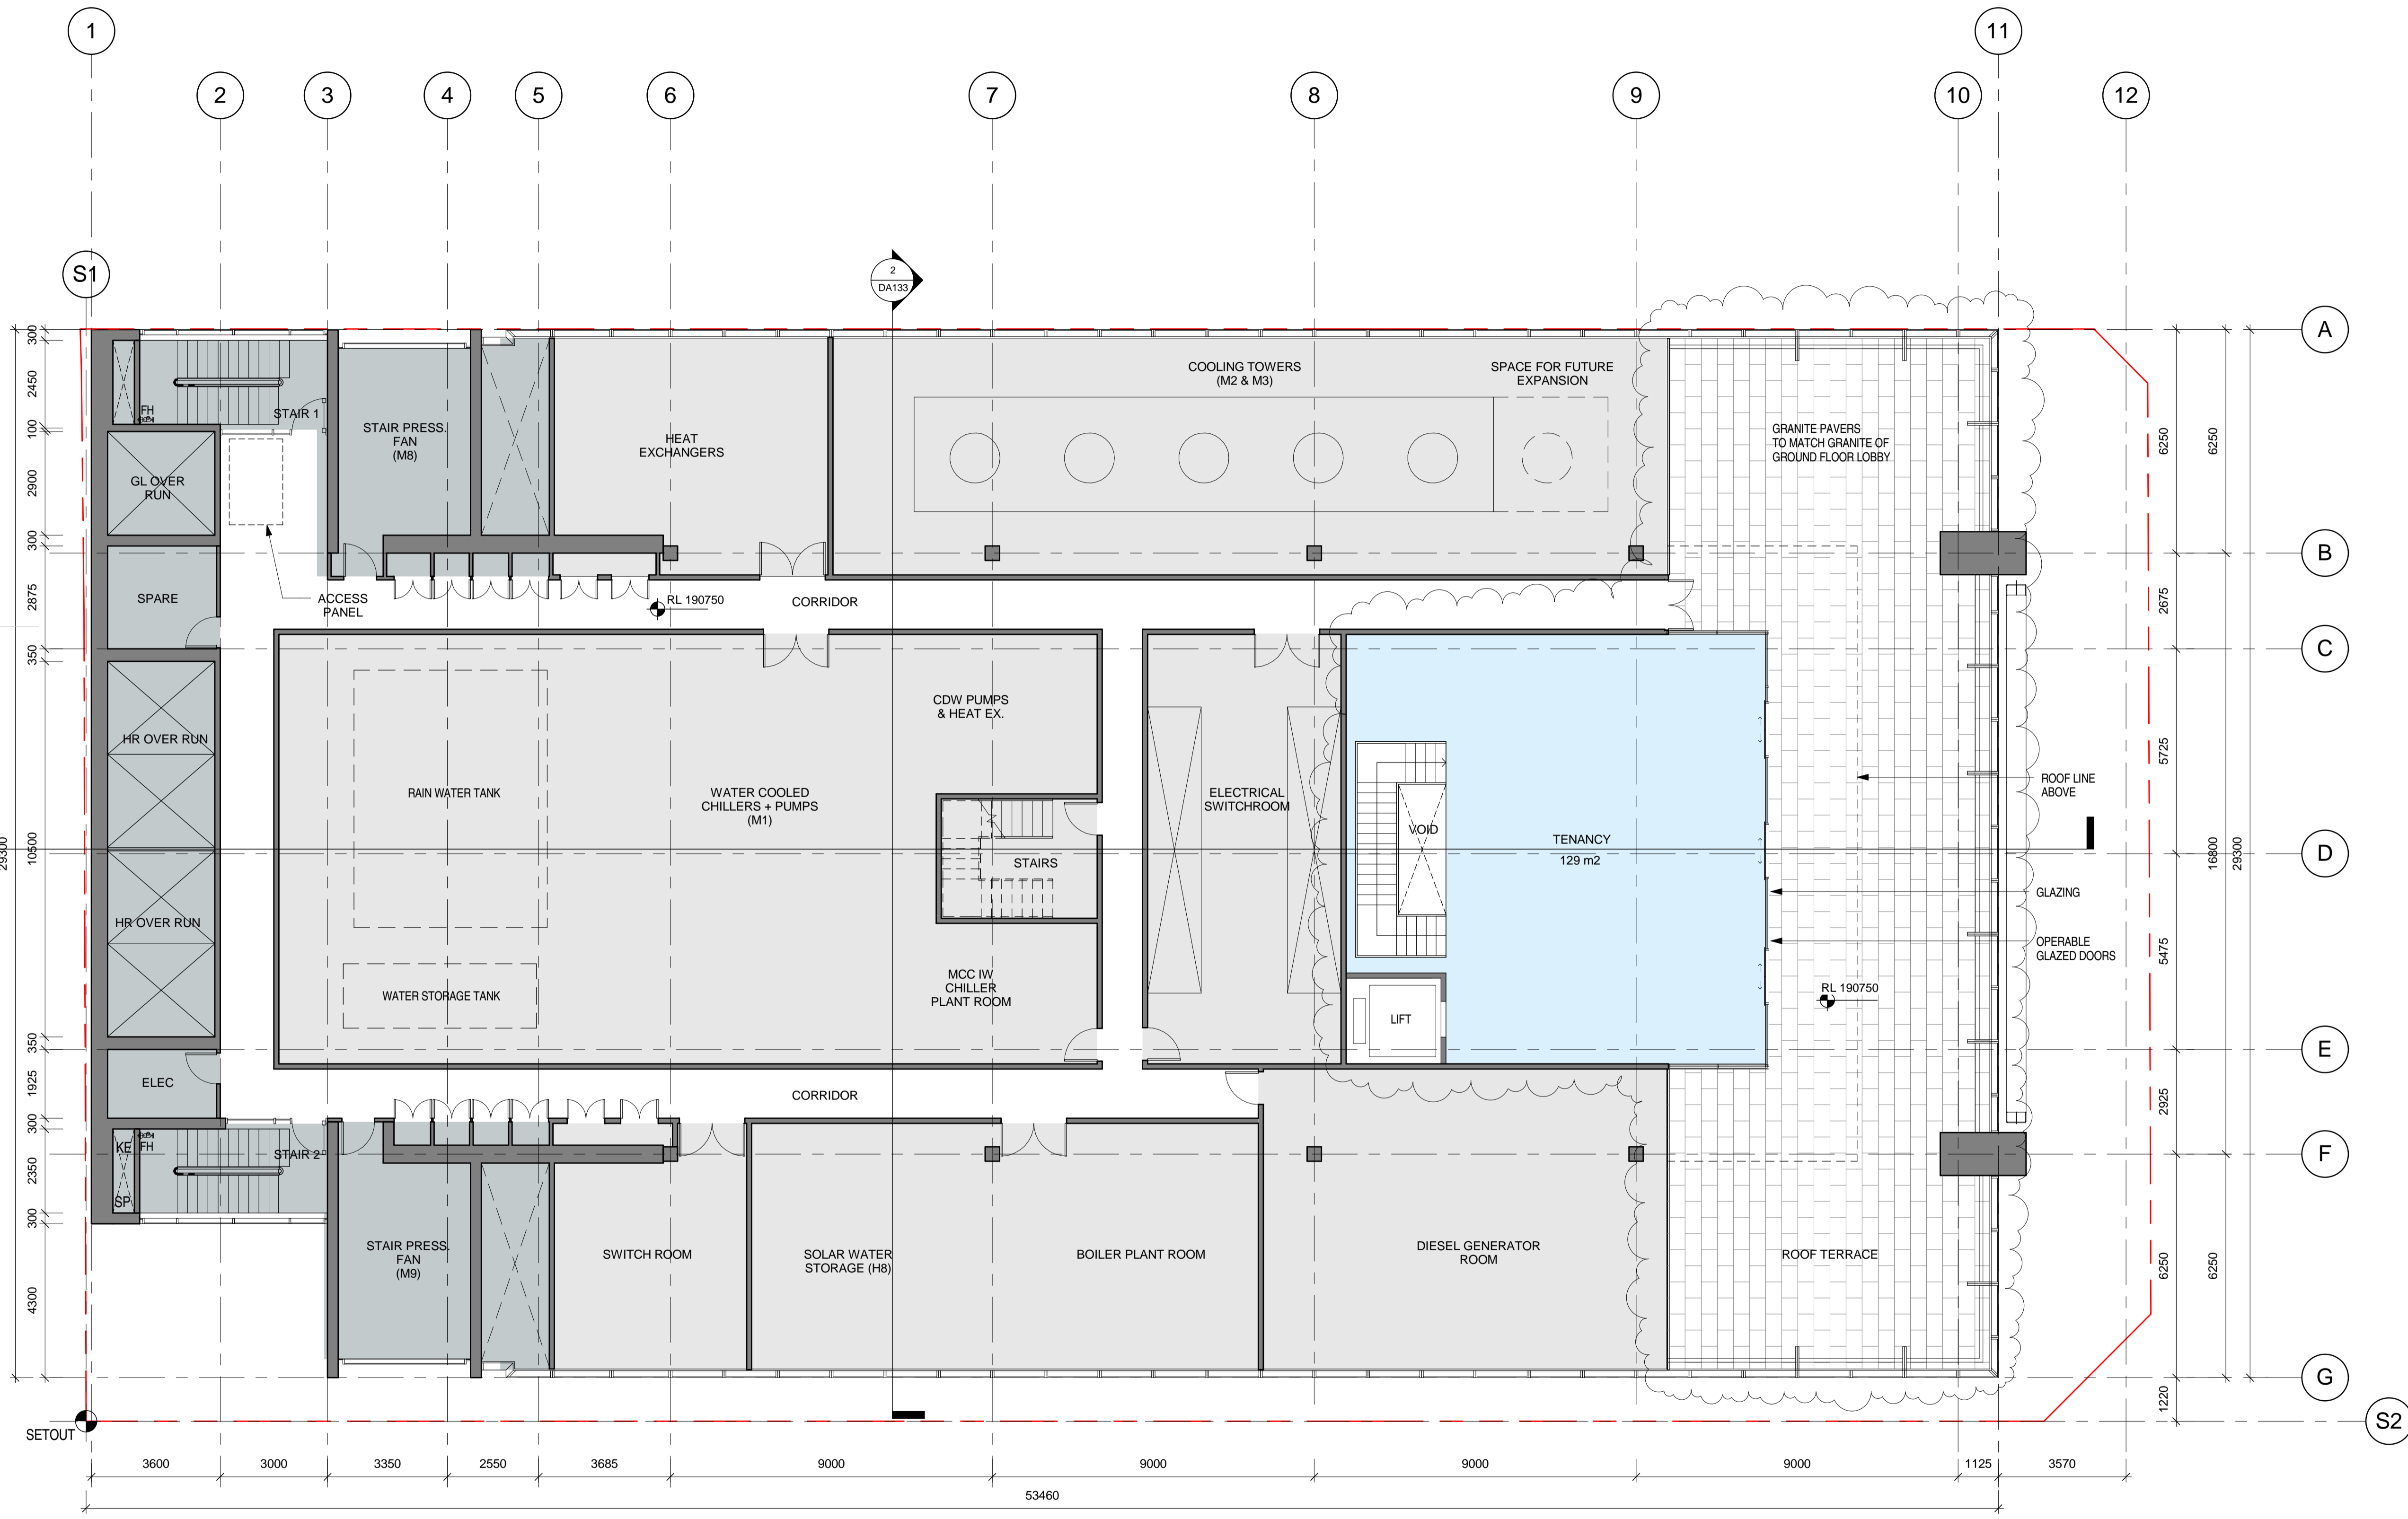 1
11
2
3
4
5
6
7
8
9
10
12
S1
2
DA133
A
B
C
D
E
F
G
S2
300
2450
100
2900
300
2875
350
10500
350
1925
300
2350
300
4300
29300
FH
STAIR 1
STAIR PRESS.
FAN
(M8)
HEAT
EXCHANGERS
COOLING TOWERS
(M2 & M3)
SPACE FOR FUTURE
EXPANSION
GRANITE PAVERS
TO MATCH GRANITE OF
GROUND FLOOR LOBBY
6250
6250
GL OVER
RUN
SPARE
ACCESS
PANEL
RL 190750
CORRIDOR
2675
HR OVER RUN
RAIN WATER TANK
WATER COOLED
CHILLERS + PUMPS
(M1)
CDW PUMPS
& HEAT EX.
STAIRS
ELECTRICAL
SWITCHROOM
VOID
TENANCY
129 m2
ROOF LINE
ABOVE
5725
16800
29300
GLAZING
OPERABLE
GLAZED DOORS
5475
HR OVER RUN
WATER STORAGE TANK
MCC IW
CHILLER
PLANT ROOM
LIFT
RL 190750
ELEC
CORRIDOR
2925
KE
FH
STAIR 2
SP
STAIR PRESS.
FAN
(M9)
SWITCH ROOM
SOLAR WATER
STORAGE (H8)
BOILER PLANT ROOM
DIESEL GENERATOR
ROOM
ROOF TERRACE
6250
6250
1220
SETOUT
3600
3000
3350
2550
3685
9000
9000
9000
9000
1125
3570
53460